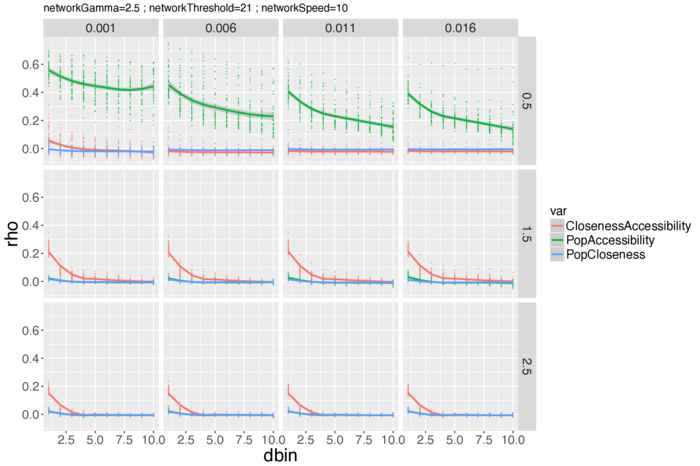 networkGamma=2.5 ; networkThreshold=21 ; networkSpeed=10
0.001 0.006 0.011 0.016
0.6
0.4
0.2
0.0
0.5
0.6
0.4
0.2
0.0
1.5
0.6
0.4
0.2
0.0
2.5
rho
2.5 5.0 7.5 10.0 2.5 5.0 7.5 10.0 2.5 5.0 7.5 10.0 2.5 5.0 7.5 10.0
dbin
var
ClosenessAccessibility
PopAccessibility
PopCloseness